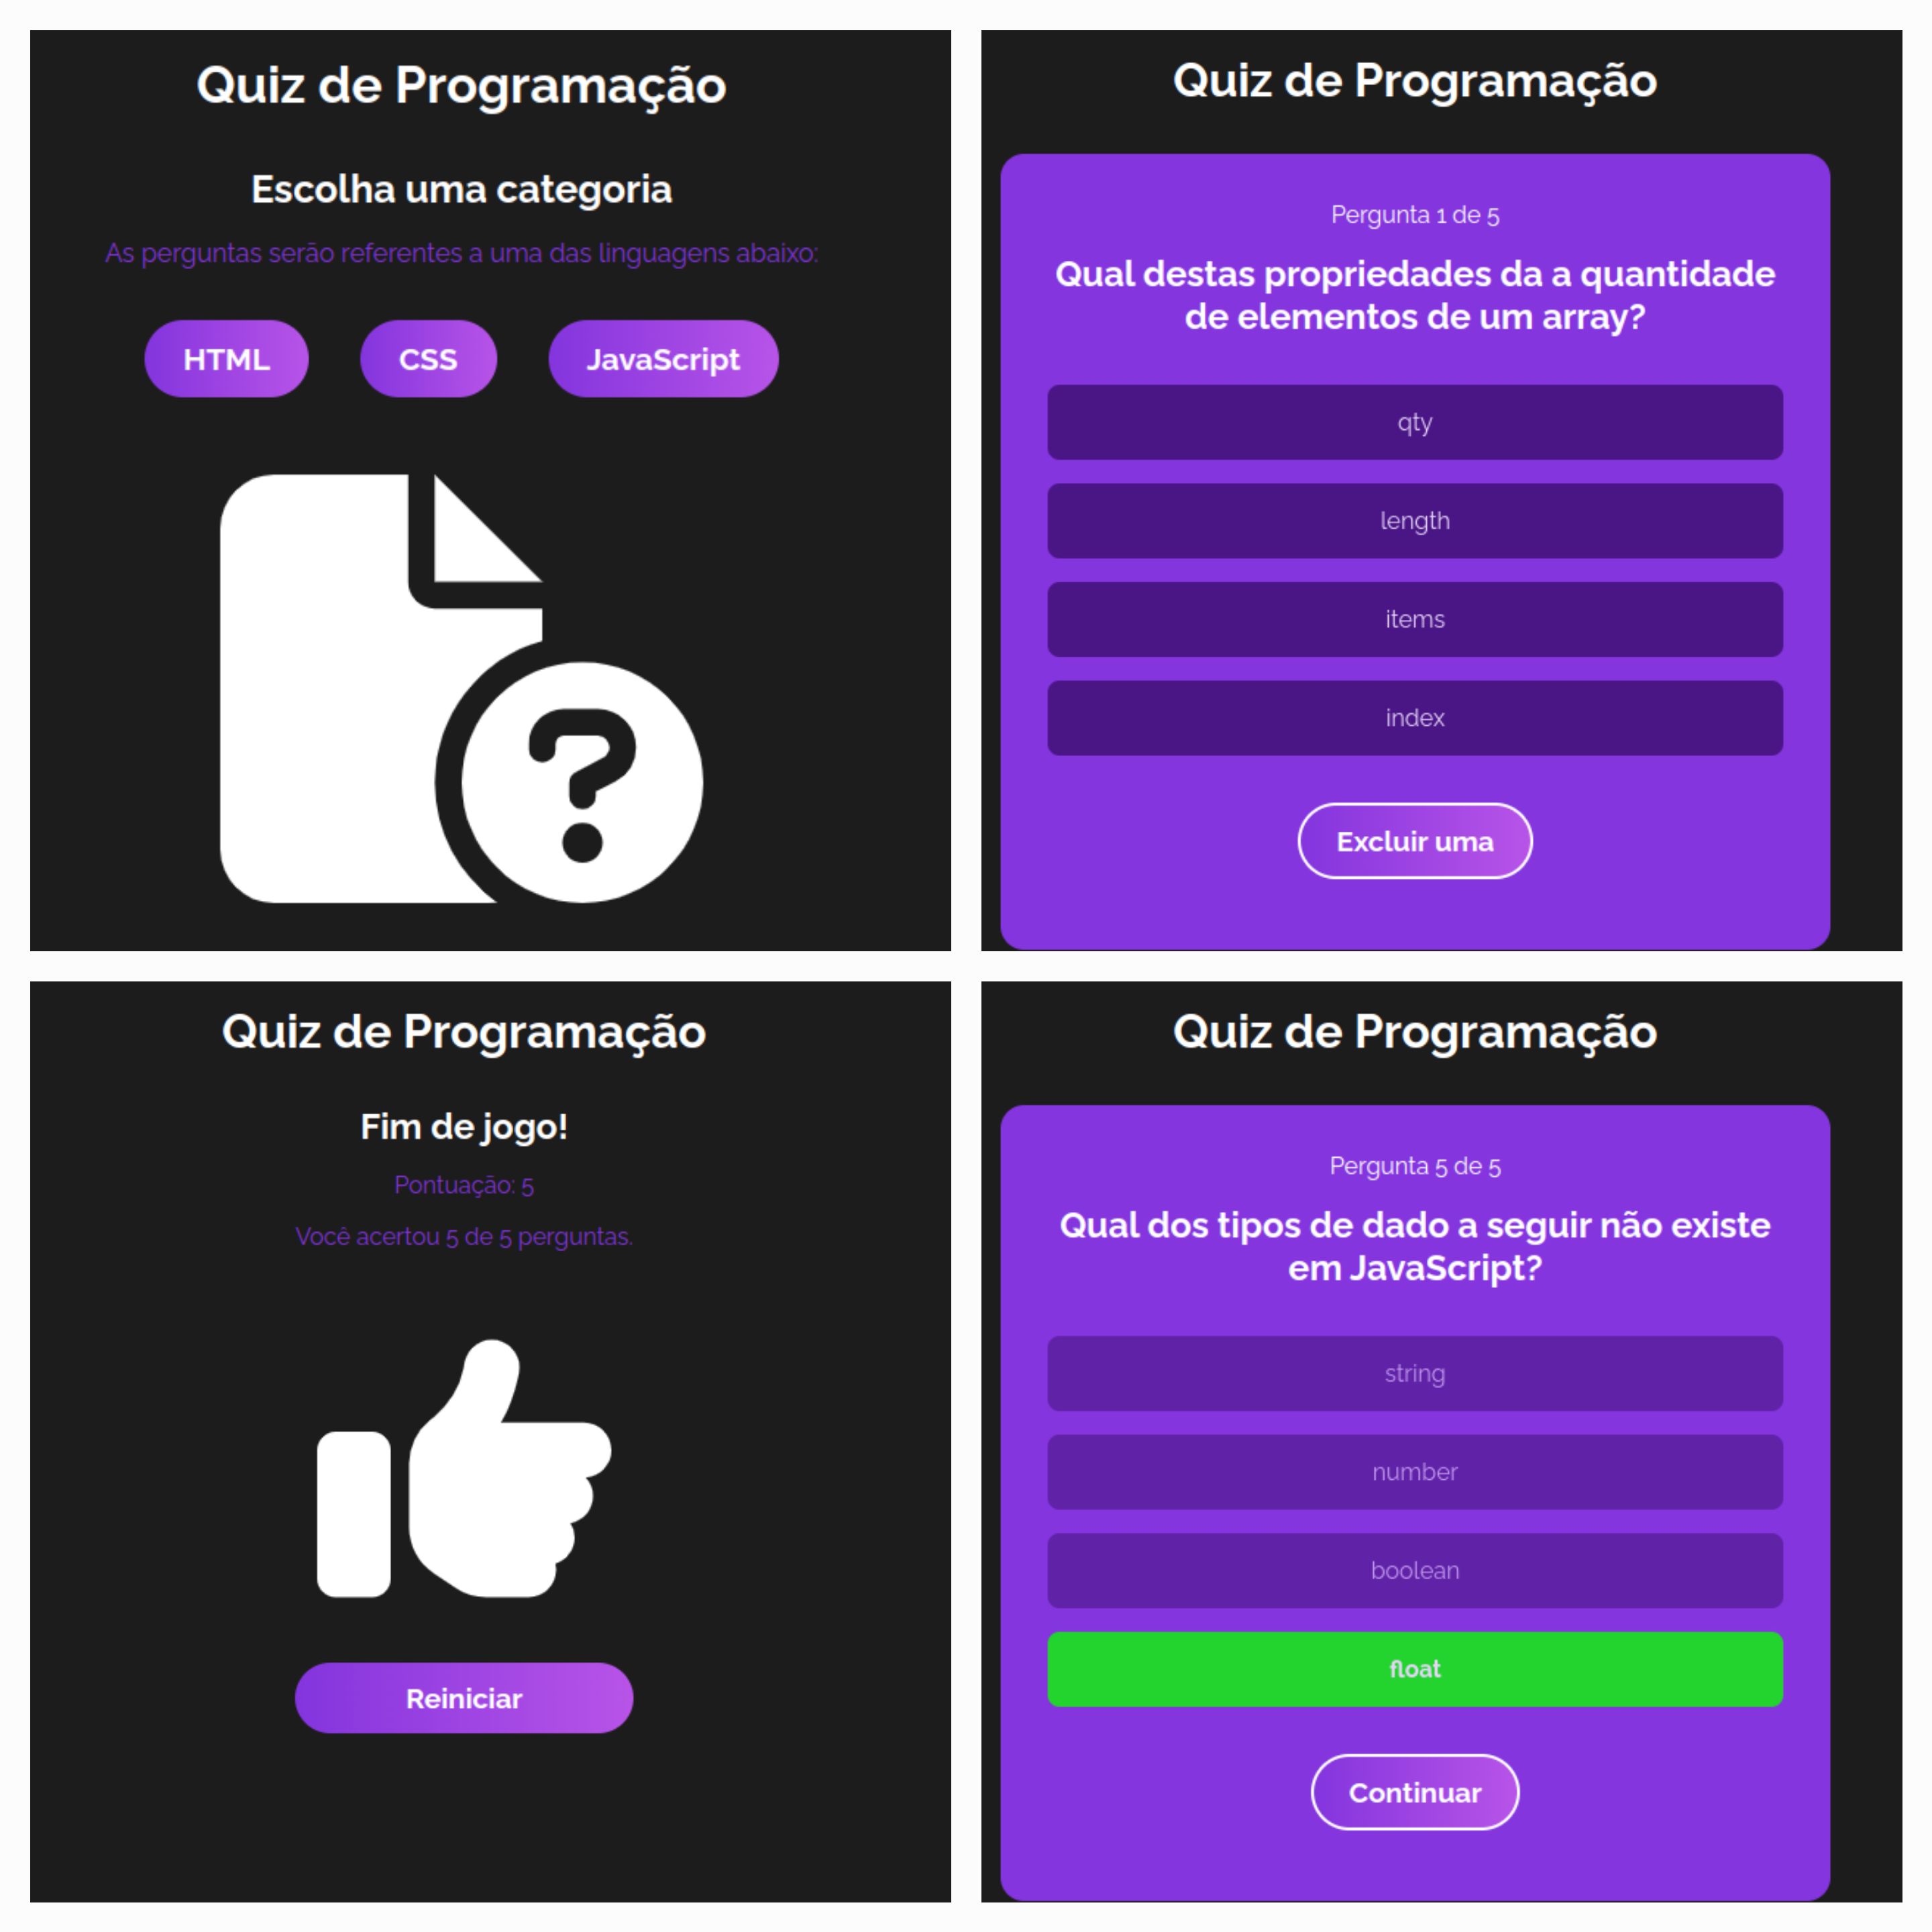 Quiz de Programação
Escolha uma categoria
As perguntas serão referentes a uma das linguagens abaixo:
HTML
CSS
JavaScript
?
Quiz de Programação
Pergunta 1 de 5
Qual destas propriedades da a quantidade
de elementos de um array?
qty
length
items
index
Excluir uma
Quiz de Programação
Fim de jogo!
Pontuação: 5
Você acertou 5 de 5 perguntas.
Reiniciar
Quiz de Programação
Pergunta 5 de 5
Qual dos tipos de dado a seguir não existe
em JavaScript?
string
number
boolean
float
Continuar